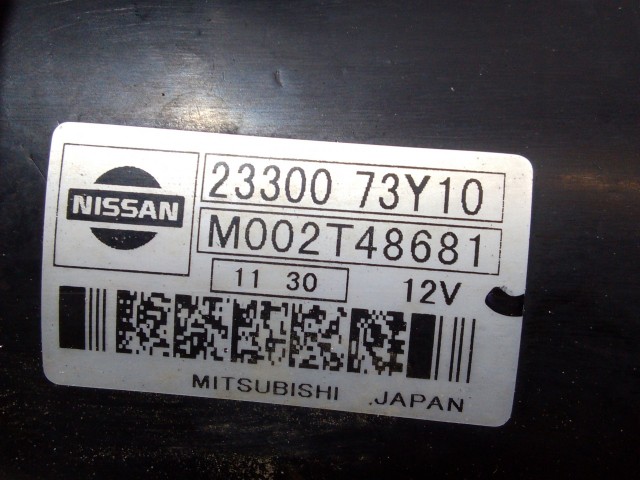 NISSAN
23300 73Y10
M002T48681
11 30 12V
MITSUBISHI JAPAN